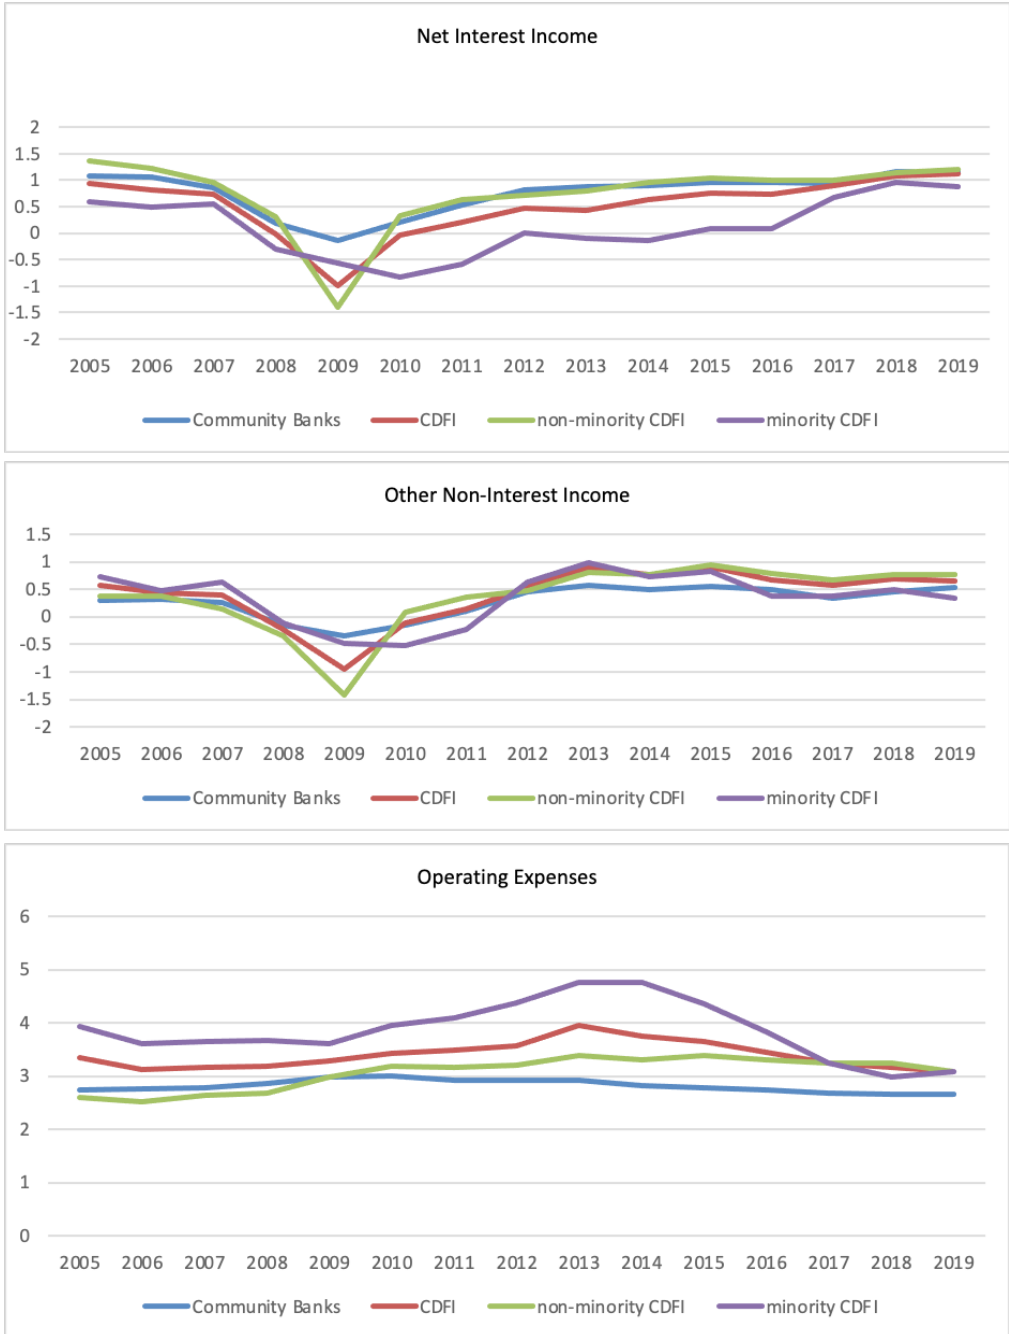 Net Interest Income
2
1.5
1
0.5
0
-0.5
-1
-1.5
-2
2005 2006 2007 2008 2009 2010 2011 2012 2013 2014 2015 2016 2017 2018 2019
Community Banks CDFI non-minority CDFI minority CDFI
Other Non-Interest Income
1.5
1
0.5
0
-0.5
-1
-1.5
-2
2005 2006 2007 2008 2009 2010 2011 2012 2013 2014 2015 2016 2017 2018 2019
Community Banks CDFI non-minority CDFI minority CDFI
Operating Expenses
6
5
4
3
2
1
0
2005 2006 2007 2008 2009 2010 2011 2012 2013 2014 2015 2016 2017 2018 2019
Community Banks CDFI non-minority CDFI minority CDFI